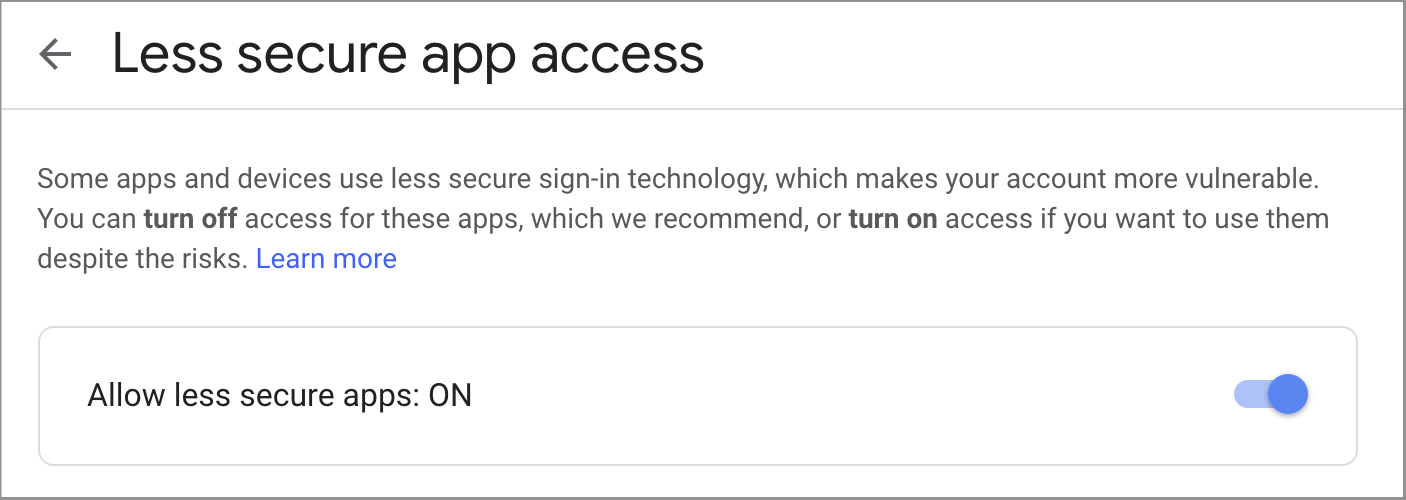 Less secure app access
Some apps and devices use less secure sign-in technology, which makes your account more vulnerable.
You can turn off access for these apps, which we recommend, or turn on access if you want to use them
despite the risks. Learn more
Allow less secure apps: ON